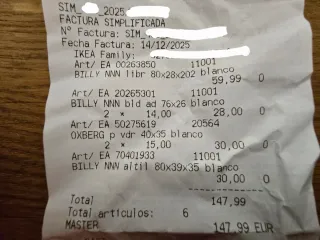 SIM_ _2025
FACTURA SIMPLIFICADA
Nº Factura: SIM_
Fecha Factura: 14/12/2025
IKEA Family:
Art/ EA 00263850 11001
BILLY NNN libr 80x28x202 blanco
59,99 0
Art/ EA 20265301 11001
BILLY NNN bld ad 76x26 blanco
2 * 14,00 28,00 0
Art/ EA 50275619 20564
OXBERG p vdr 40x35 blanco
2 * 15,00 30,00 0
Art/ EA 70401933 11001
BILLY NNN altil 80x39x35 blanco
30,00 0
--------------
Total 147,99
Total artículos: 6
MASTER 147,99 EUR